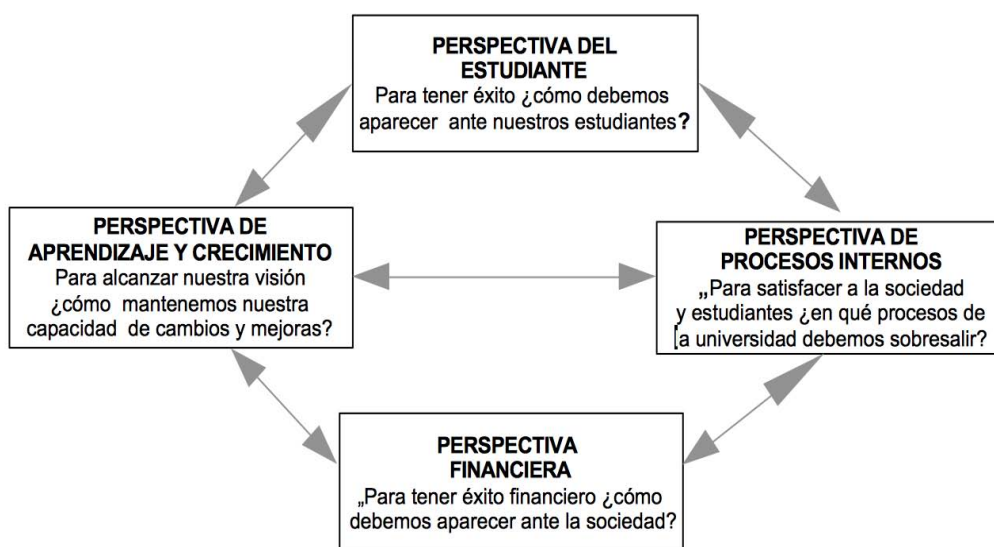 PERSPECTIVA DEL
ESTUDIANTE
Para tener éxito ¿cómo debemos
aparecer ante nuestros estudiantes?
PERSPECTIVA DE
APRENDIZAJE Y CRECIMIENTO
Para alcanzar nuestra visión
¿cómo mantenemos nuestra
capacidad de cambios y mejoras?
PERSPECTIVA DE
PROCESOS INTERNOS
„Para satisfacer a la sociedad
y estudiantes ¿en qué procesos de
la universidad debemos sobresalir?
PERSPECTIVA
FINANCIERA
„Para tener éxito financiero ¿cómo
debemos aparecer ante la sociedad?